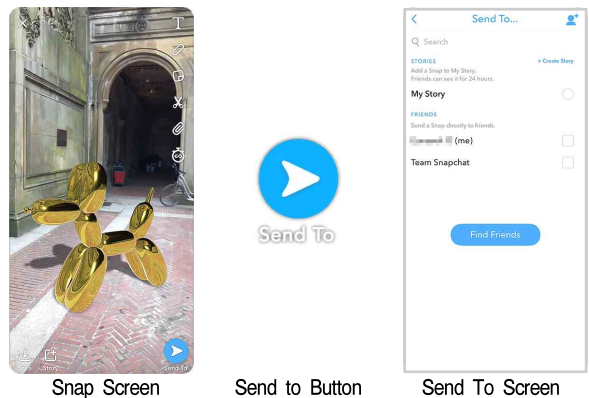 T
Save
Story
Send To
Snap Screen
Send To
Send to Button
Send To...
Search
STORIES
+ Create Story
Add a Snap to My Story.
Friends can see it for 24 hours.
My Story
FRIENDS
Send a Snap directly to friends.
(me)
Team Snapchat
Find Friends
Send To Screen